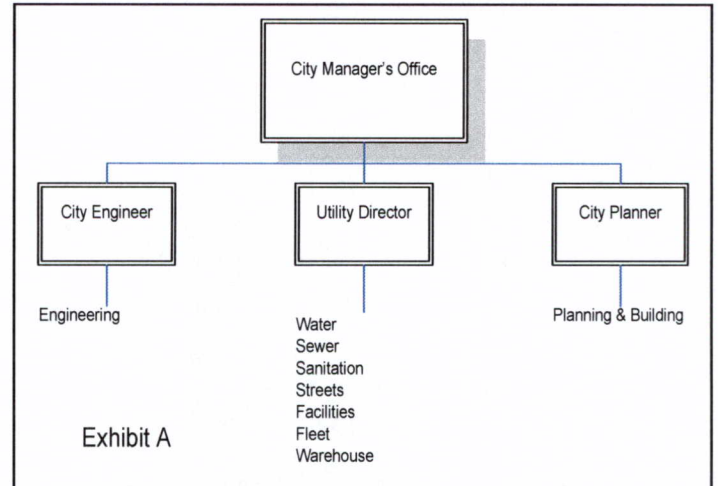 City Manager's Office
City Engineer
Utility Director
City Planner
Engineering
Water
Sewer
Sanitation
Streets
Facilities
Fleet
Warehouse
Planning & Building
Exhibit A